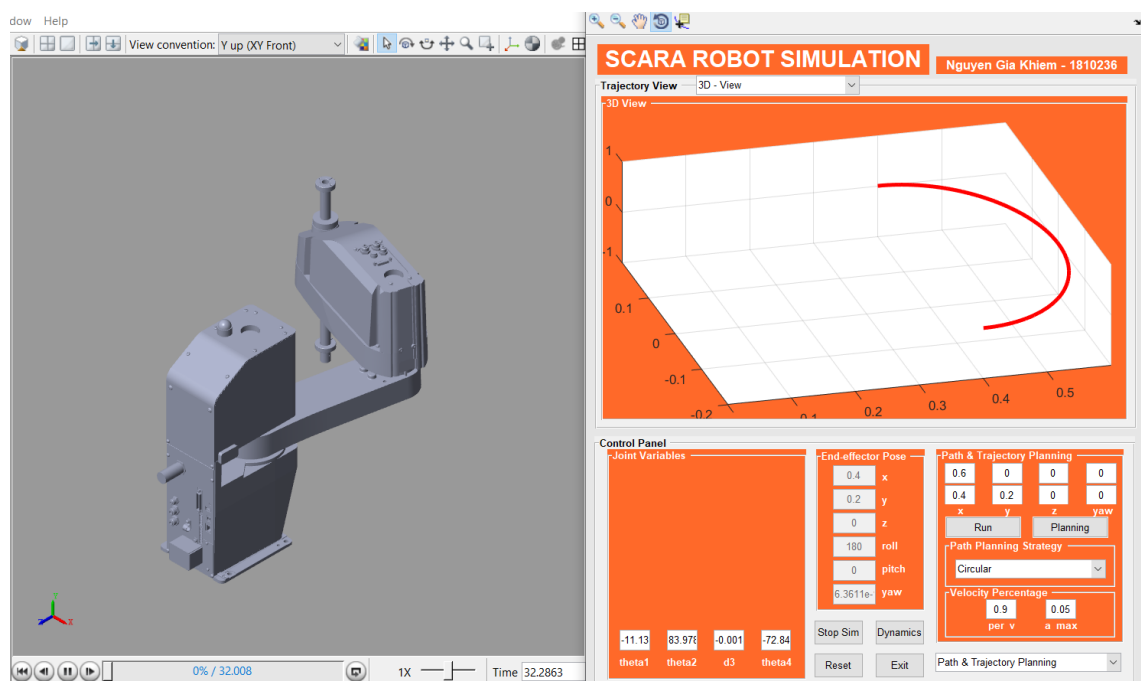 dow Help
View convention: Y up (XY Front)
0% / 32.008
1X
Time 32.2863
SCARA ROBOT SIMULATION
Nguyen Gia Khiem - 1810236
Trajectory View
3D - View
3D View
1
0
-1
0.1
0
-0.1
-0.2
0.1
0.2
0.3
0.4
0.5
Control Panel
Joint Variables
-11.13 83.978 -0.001 -72.84
theta1 theta2 d3 theta4
End-effector Pose
0.4 x
0.2 y
0 z
180 roll
0 pitch
6.3611e- yaw
Stop Sim Dynamics
Reset Exit
Path & Trajectory Planning
0.6 0 0 0
0.4 0.2 0 0
x y z yaw
Run Planning
Path Planning Strategy
Circular
Velocity Percentage
0.9 0.05
per v a max
Path & Trajectory Planning